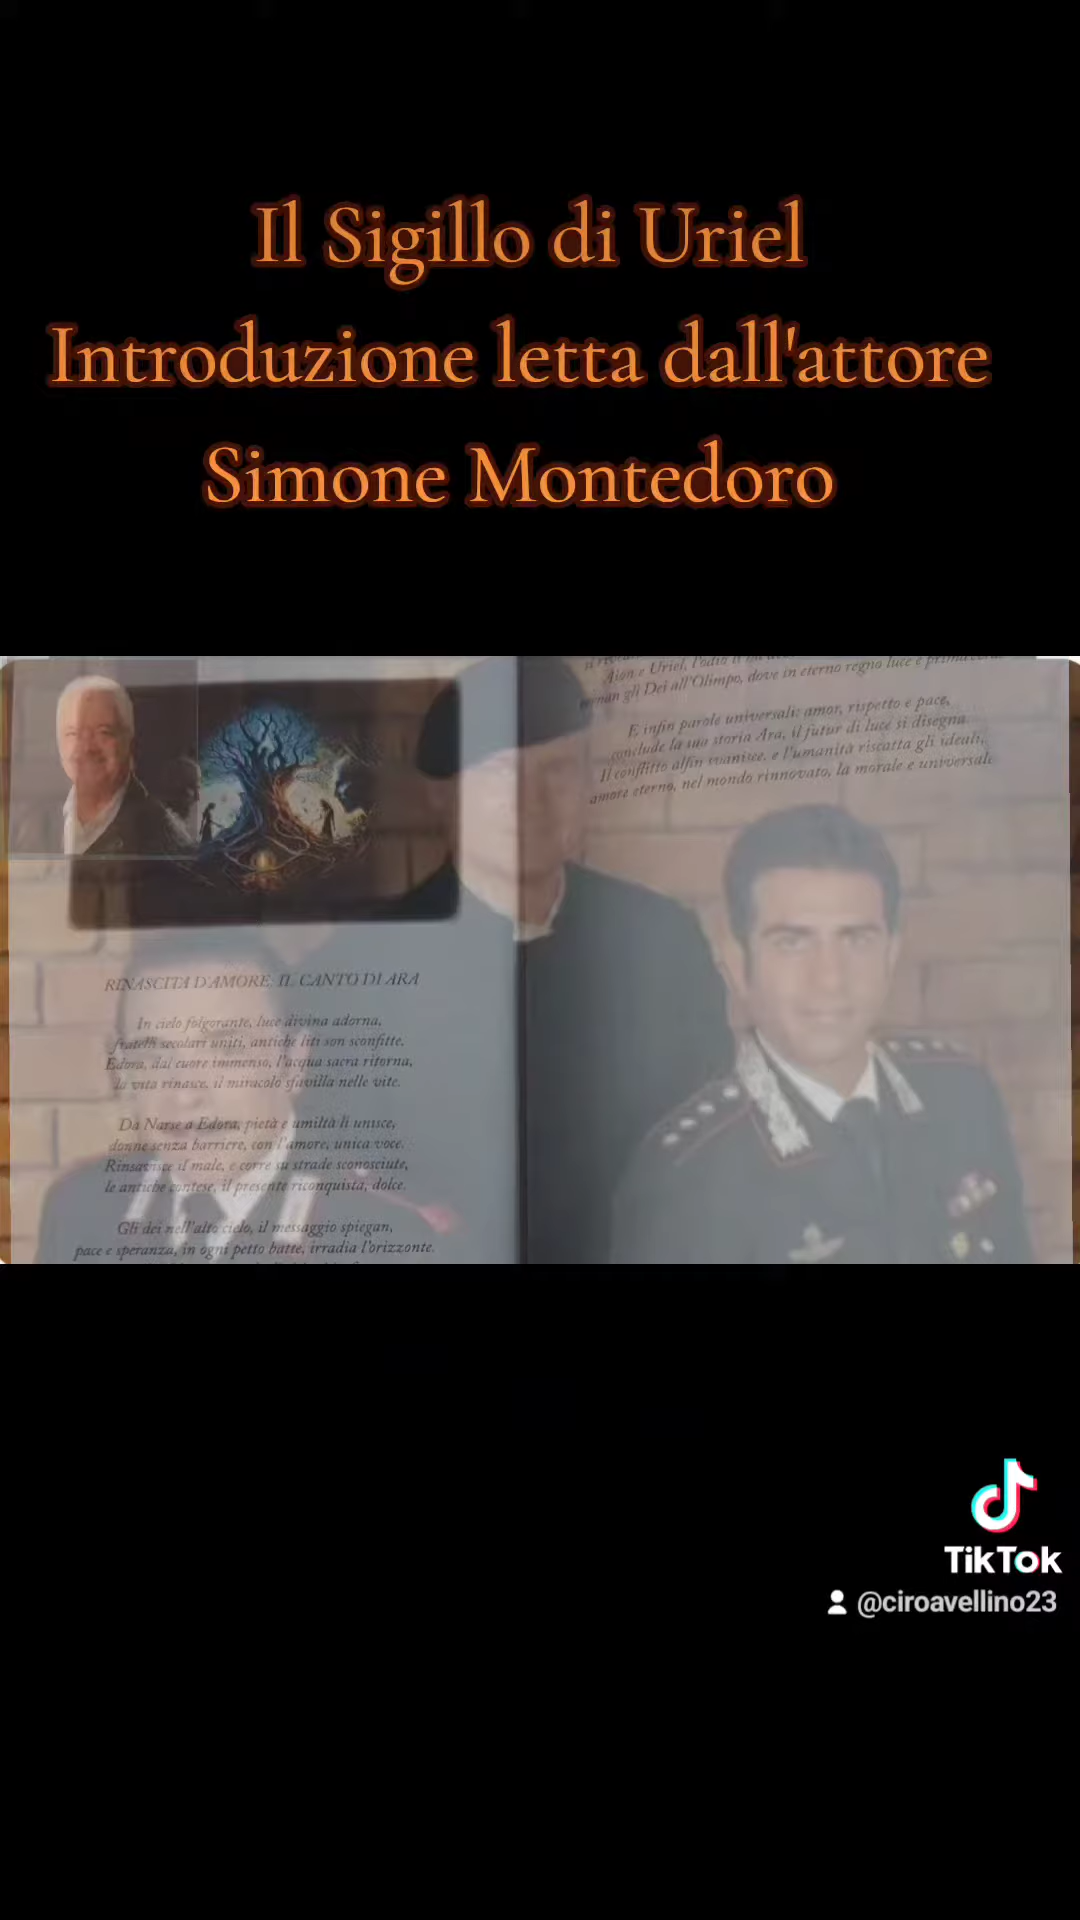 Il Sigillo di Uriel
Introduzione letta dall'attore
Simone Montedoro
RINASCITA D'AMORE: IL CANTO DI ARA
In cielo folgorante, luce divina adorna,
fratelli secolari uniti, antiche liti son sconfitte.
Edora, dal cuore immenso, l'acqua sacra ritorna,
la vita rinasce, il miracolo sfavilla nelle vite.
Da Narse a Edora, pietà e umiltà li unisce,
donne senza barriere, con l'amore, unica voce.
Rinsavisce il male, e corre su strade sconosciute,
le antiche contese, il presente riconquista, dolce.
Gli dei nell'alto cielo, il messaggio spiegan,
pace e speranza, in ogni petto batte, irradia l'orizzonte.
Aion e Uriel, l'odio
gli Dei all'Olimpo, dove in eterno regno luce e
E infin parole universali: amor, rispetto e pace,
conclude la sua storia Ara, il futur di luce si disegna.
Il conflitto alfin svanisce, e l'umanità riscatta gli ideali,
amore eterno, nel mondo rinnovato, la morale e universali
TikTok
@ciroavellino23